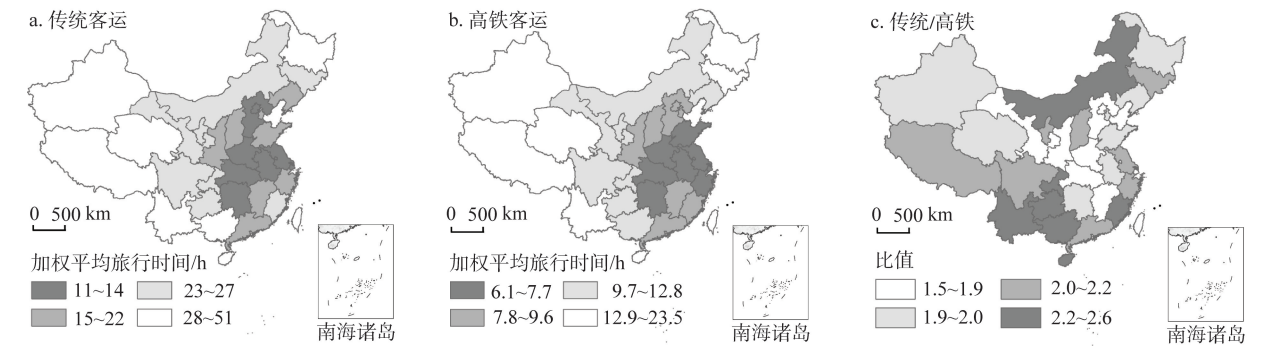 a. 传统客运
0 500 km
加权平均旅行时间/h
11~14
23~27
15~22
28~51
南海诸岛
b. 高铁客运
0 500 km
加权平均旅行时间/h
6.1~7.7
9.7~12.8
7.8~9.6
12.9~23.5
南海诸岛
c. 传统/高铁
0 500 km
比值
1.5~1.9
2.0~2.2
1.9~2.0
2.2~2.6
南海诸岛